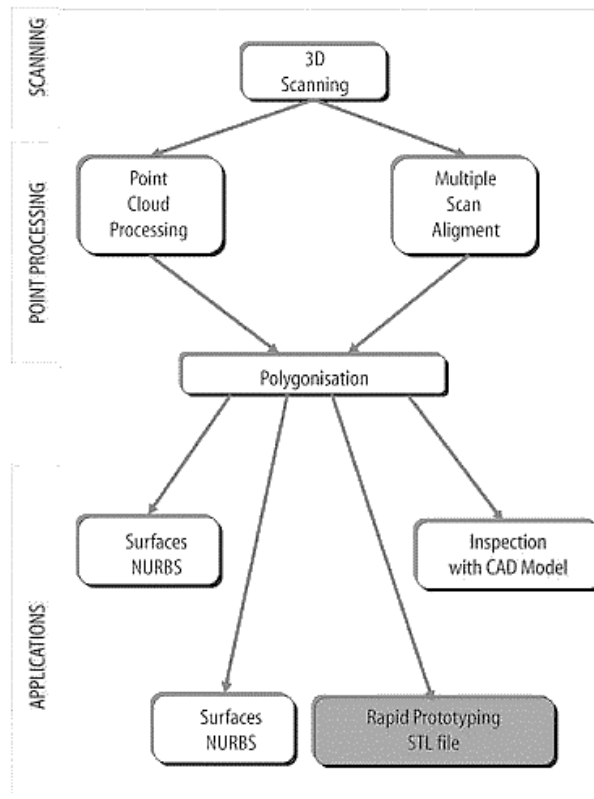 SCANNING
3D
Scanning
POINT PROCESSING
Point
Cloud
Processing
Multiple
Scan
Aligment
Polygonisation
APPLICATIONS
Surfaces
NURBS
Inspection
with CAD Model
Surfaces
NURBS
Rapid Prototyping
STL file